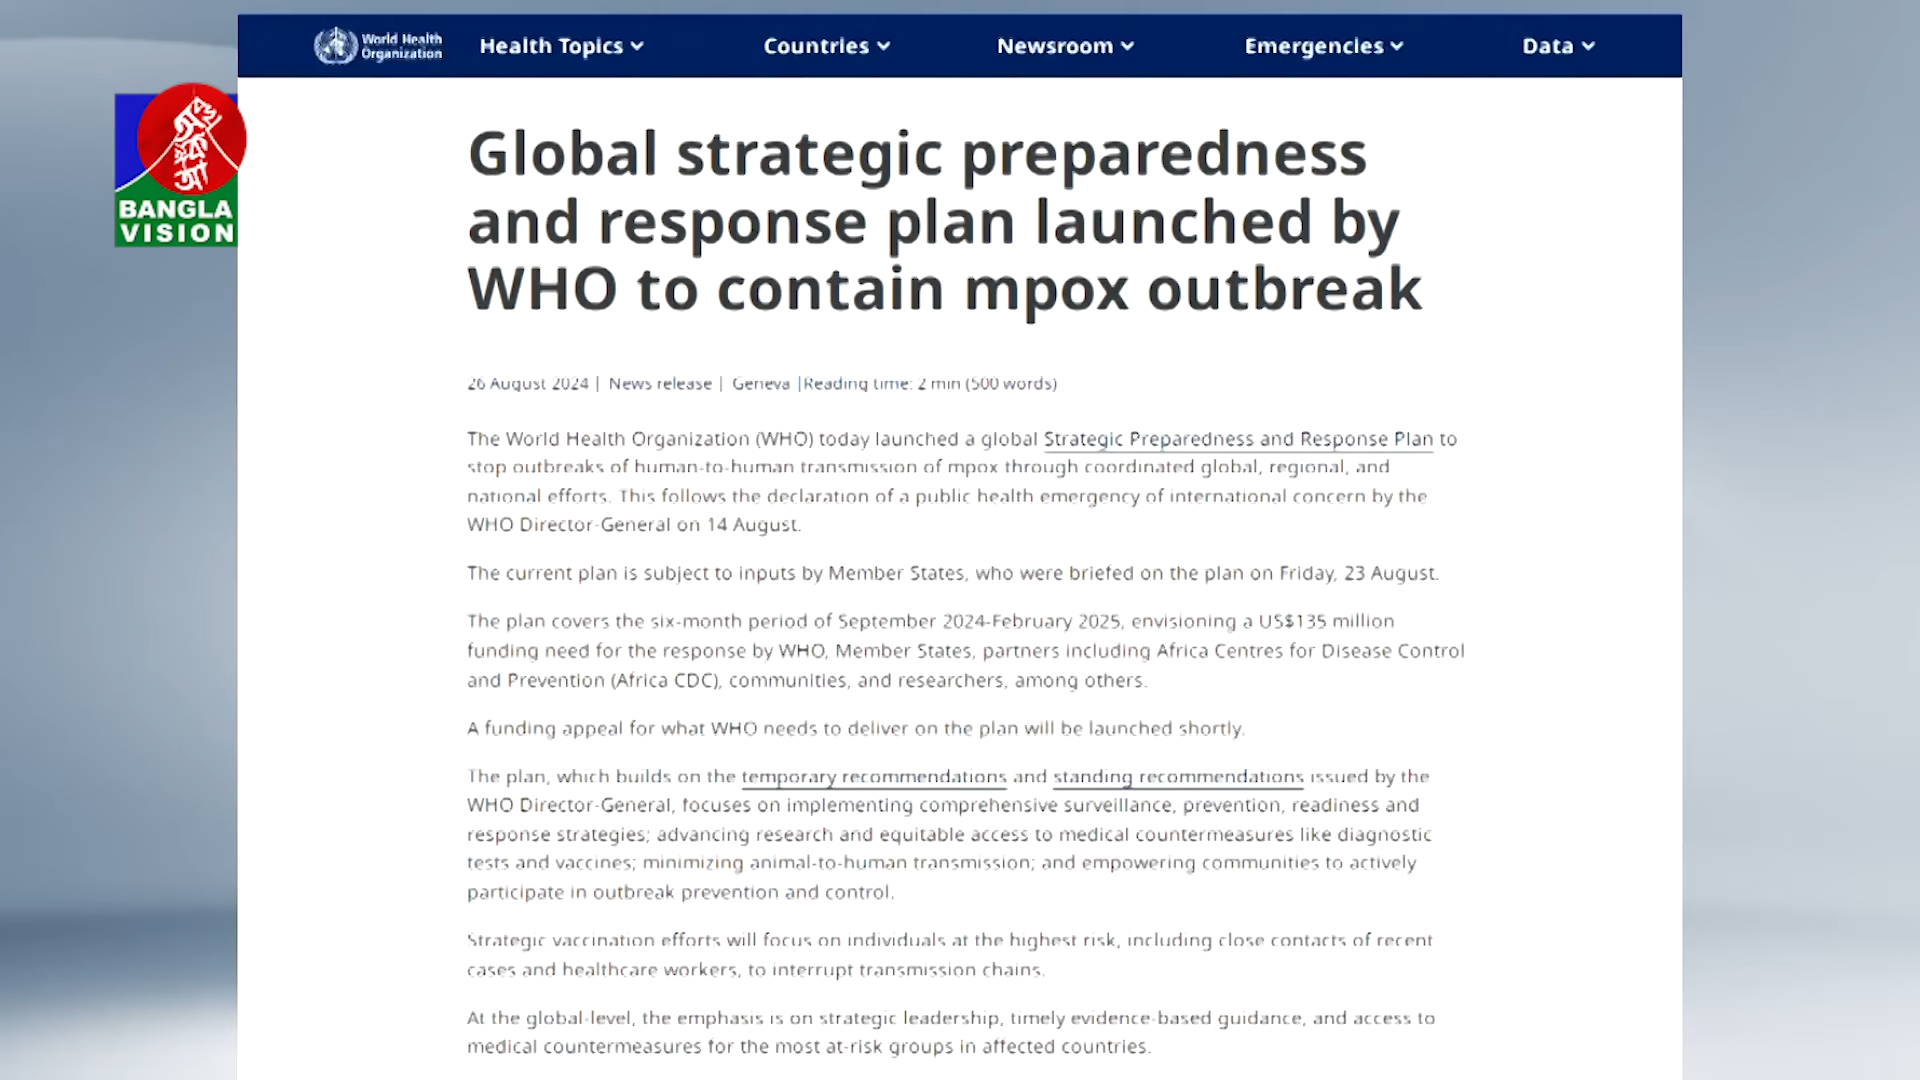 World Health
Organization
Health Topics
Countries
Newsroom
Emergencies
Data
BANGLA
VISION
Global strategic preparedness
and response plan launched by
WHO to contain mpox outbreak
26 August 2024 | News release | Geneva |Reading time: 2 min (500 words)
The World Health Organization (WHO) today launched a global Strategic Preparedness and Response Plan to
stop outbreaks of human-to-human transmission of mpox through coordinated global, regional, and
national efforts. This follows the declaration of a public health emergency of international concern by the
WHO Director-General on 14 August.
The current plan is subject to inputs by Member States, who were briefed on the plan on Friday, 23 August.
The plan covers the six-month period of September 2024-February 2025, envisioning a US$135 million
funding need for the response by WHO, Member States, partners including Africa Centres for Disease Control
and Prevention (Africa CDC), communities, and researchers, among others.
A funding appeal for what WHO needs to deliver on the plan will be launched shortly.
The plan, which builds on the temporary recommendations and standing recommendations issued by the
WHO Director-General, focuses on implementing comprehensive surveillance, prevention, readiness and
response strategies; advancing research and equitable access to medical countermeasures like diagnostic
tests and vaccines; minimizing animal-to-human transmission; and empowering communities to actively
participate in outbreak prevention and control.
Strategic vaccination efforts will focus on individuals at the highest risk, including close contacts of recent
cases and healthcare workers, to interrupt transmission chains.
At the global-level, the emphasis is on strategic leadership, timely evidence-based guidance, and access to
medical countermeasures for the most at-risk groups in affected countries.